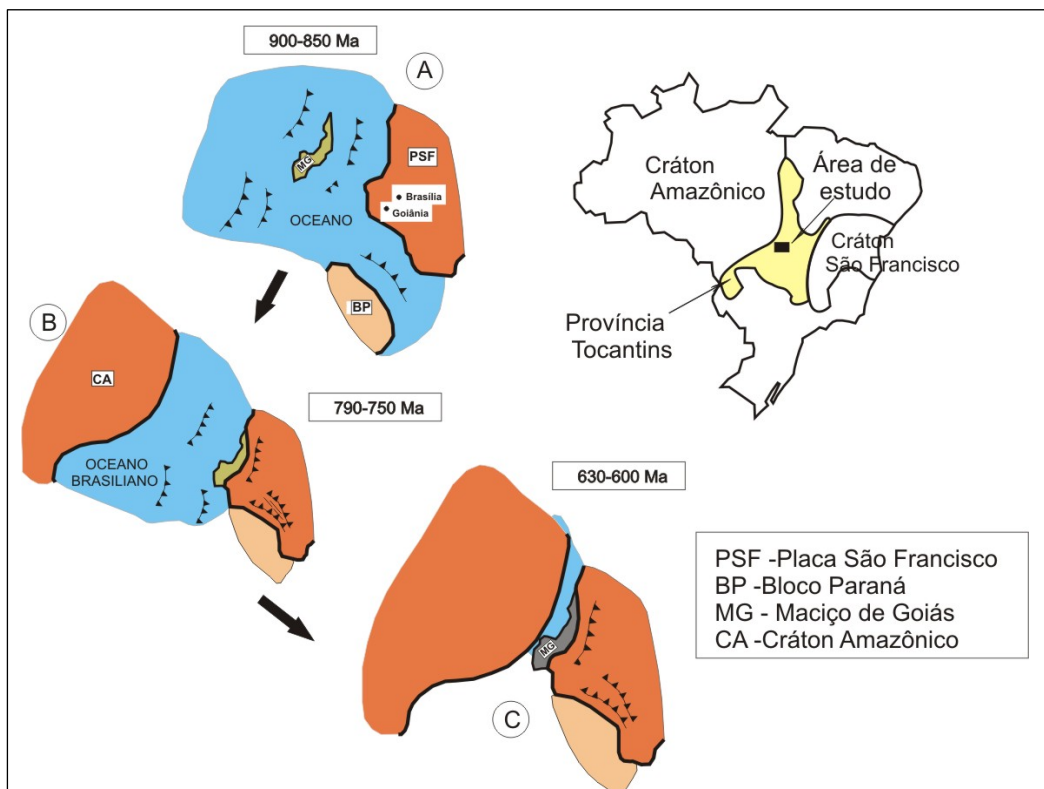 900-850 Ma
A
MG
PSF
Brasília
Goiânia
OCEANO
BP
Cráton
Amazônico
Área de
estudo
Cráton
São Francisco
Província
Tocantins
B
CA
790-750 Ma
OCEANO
BRASILIANO
630-600 Ma
MG
C
PSF -Placa São Francisco
BP -Bloco Paraná
MG - Maciço de Goiás
CA -Cráton Amazônico